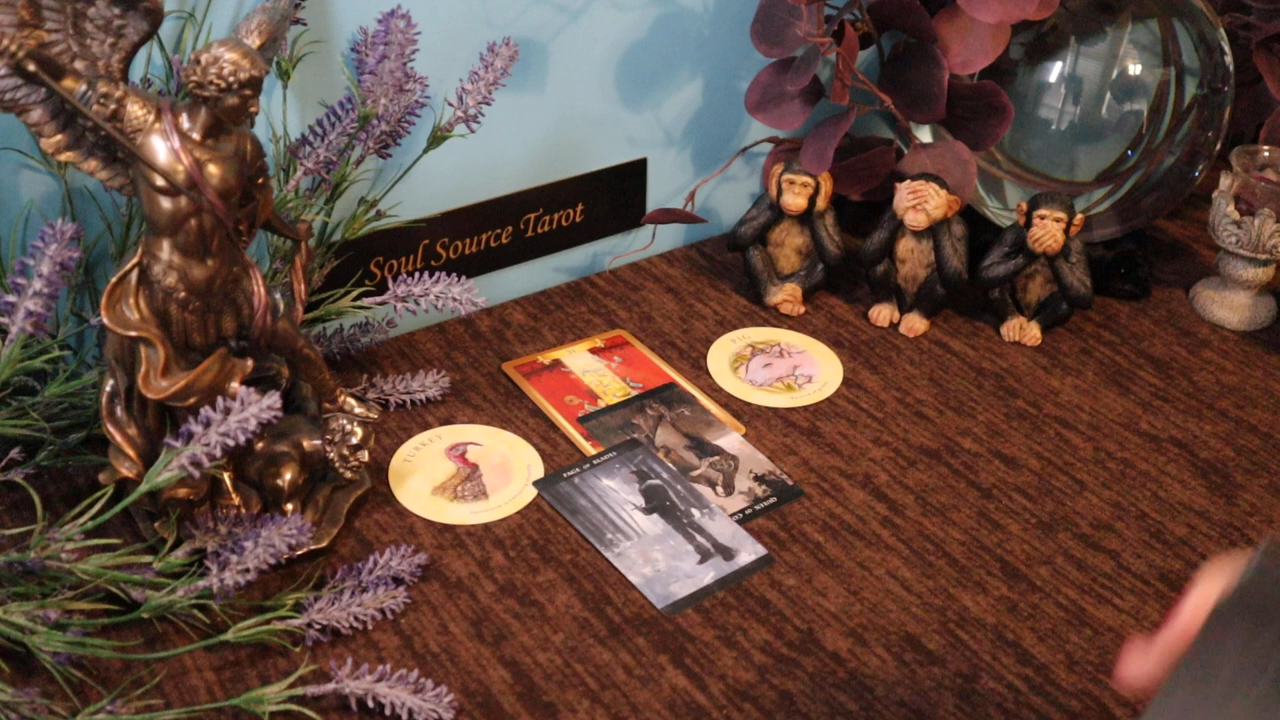 Soul Source Tarot
PIG
TURKEY
PAGE OF BLADES
QUEEN OF